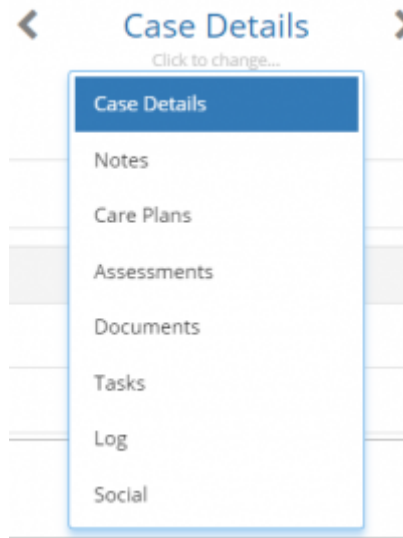 Case Details
Click to change...
Case Details
Notes
Care Plans
Assessments
Documents
Tasks
Log
Social